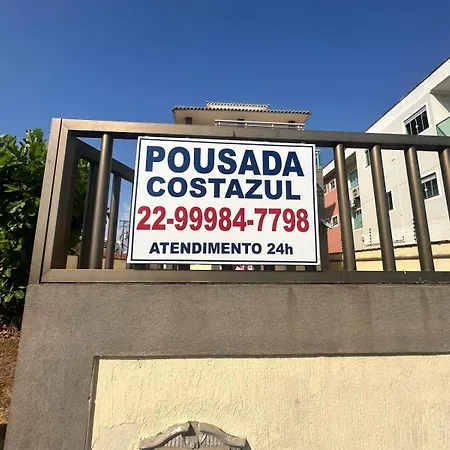 POUSADA
COSTAZUL
22-99984-7798
ATENDIMENTO 24h